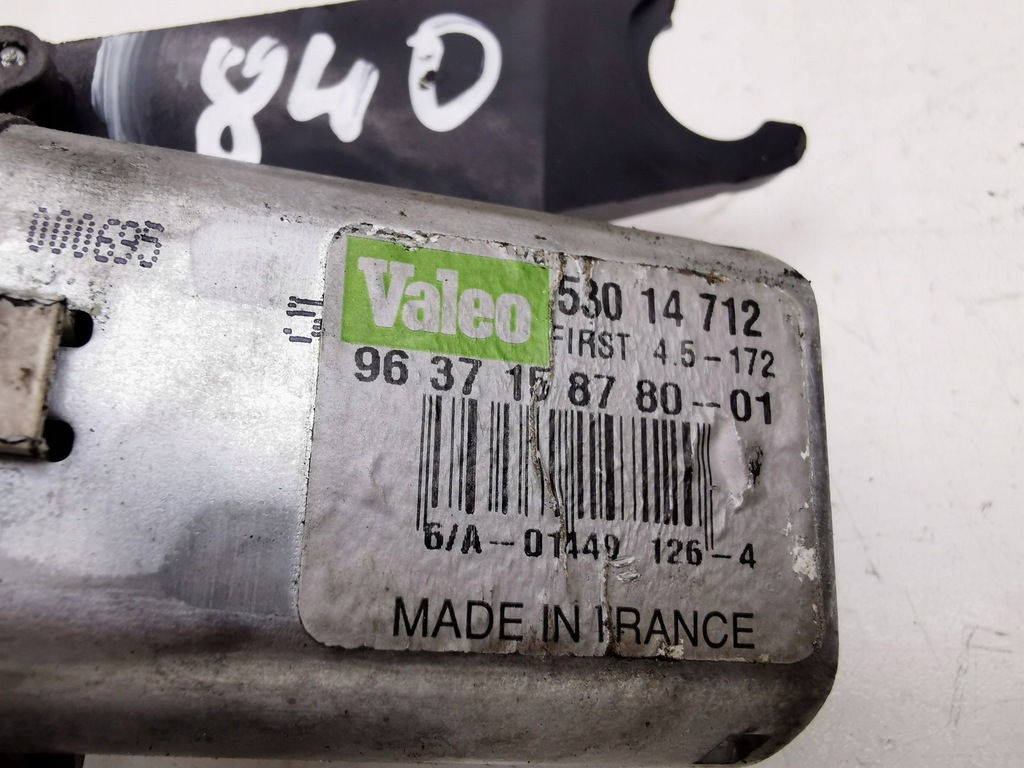 840
Valeo
530 14 712
FIRST 4.5-172
96 37 15 87 80-01
6/A-01449 126-4
MADE IN FRANCE